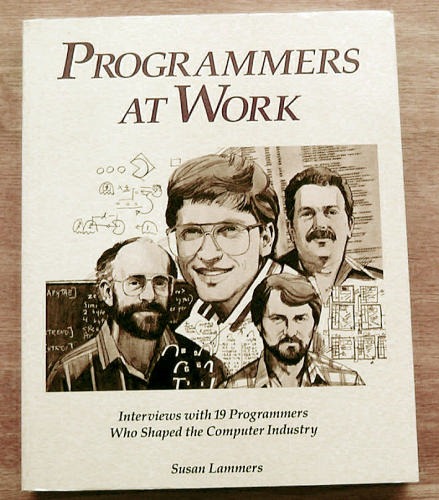 PROGRAMMERS
AT WORK
Interviews with 19 Programmers
Who Shaped the Computer Industry
Susan Lammers